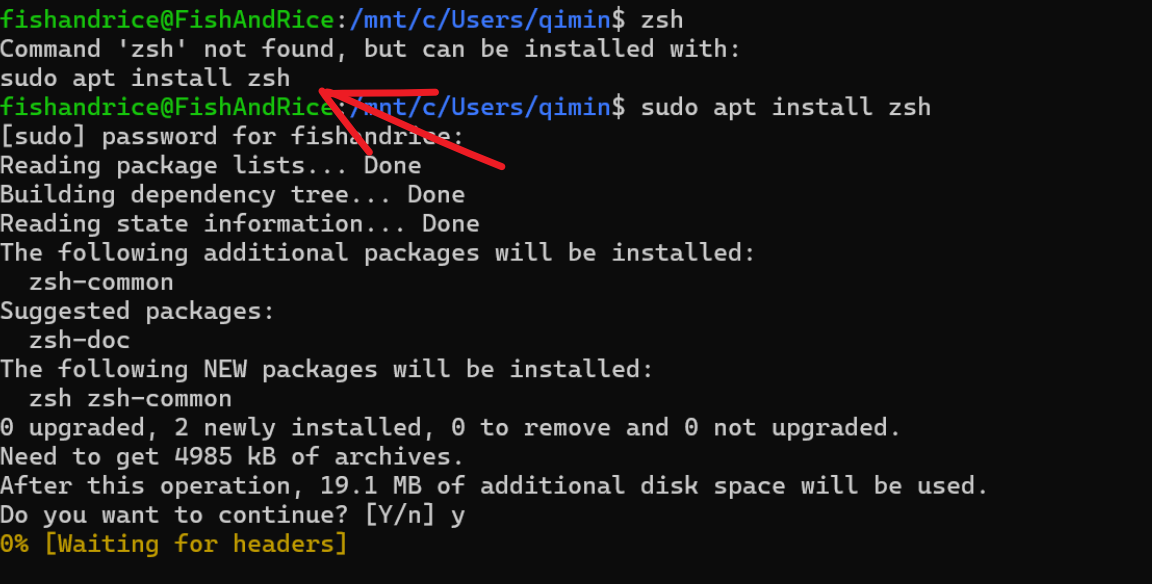 fishandrice@FishAndRice:/mnt/c/Users/qimin$ zsh
Command 'zsh' not found, but can be installed with:
sudo apt install zsh
fishandrice@FishAndRice:/mnt/c/Users/qimin$ sudo apt install zsh
[sudo] password for fishandrice:
Reading package lists... Done
Building dependency tree... Done
Reading state information... Done
The following additional packages will be installed:
  zsh-common
Suggested packages:
  zsh-doc
The following NEW packages will be installed:
  zsh zsh-common
0 upgraded, 2 newly installed, 0 to remove and 0 not upgraded.
Need to get 4985 kB of archives.
After this operation, 19.1 MB of additional disk space will be used.
Do you want to continue? [Y/n] y
0% [Waiting for headers]